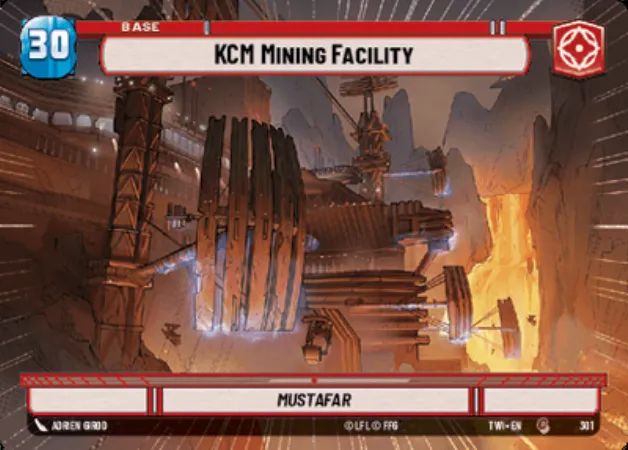 BASE
30
KCM MINING FACILITY
MUSTAFAR
ADRIEN GIROD
© LFL © FFG
TWI • EN
301